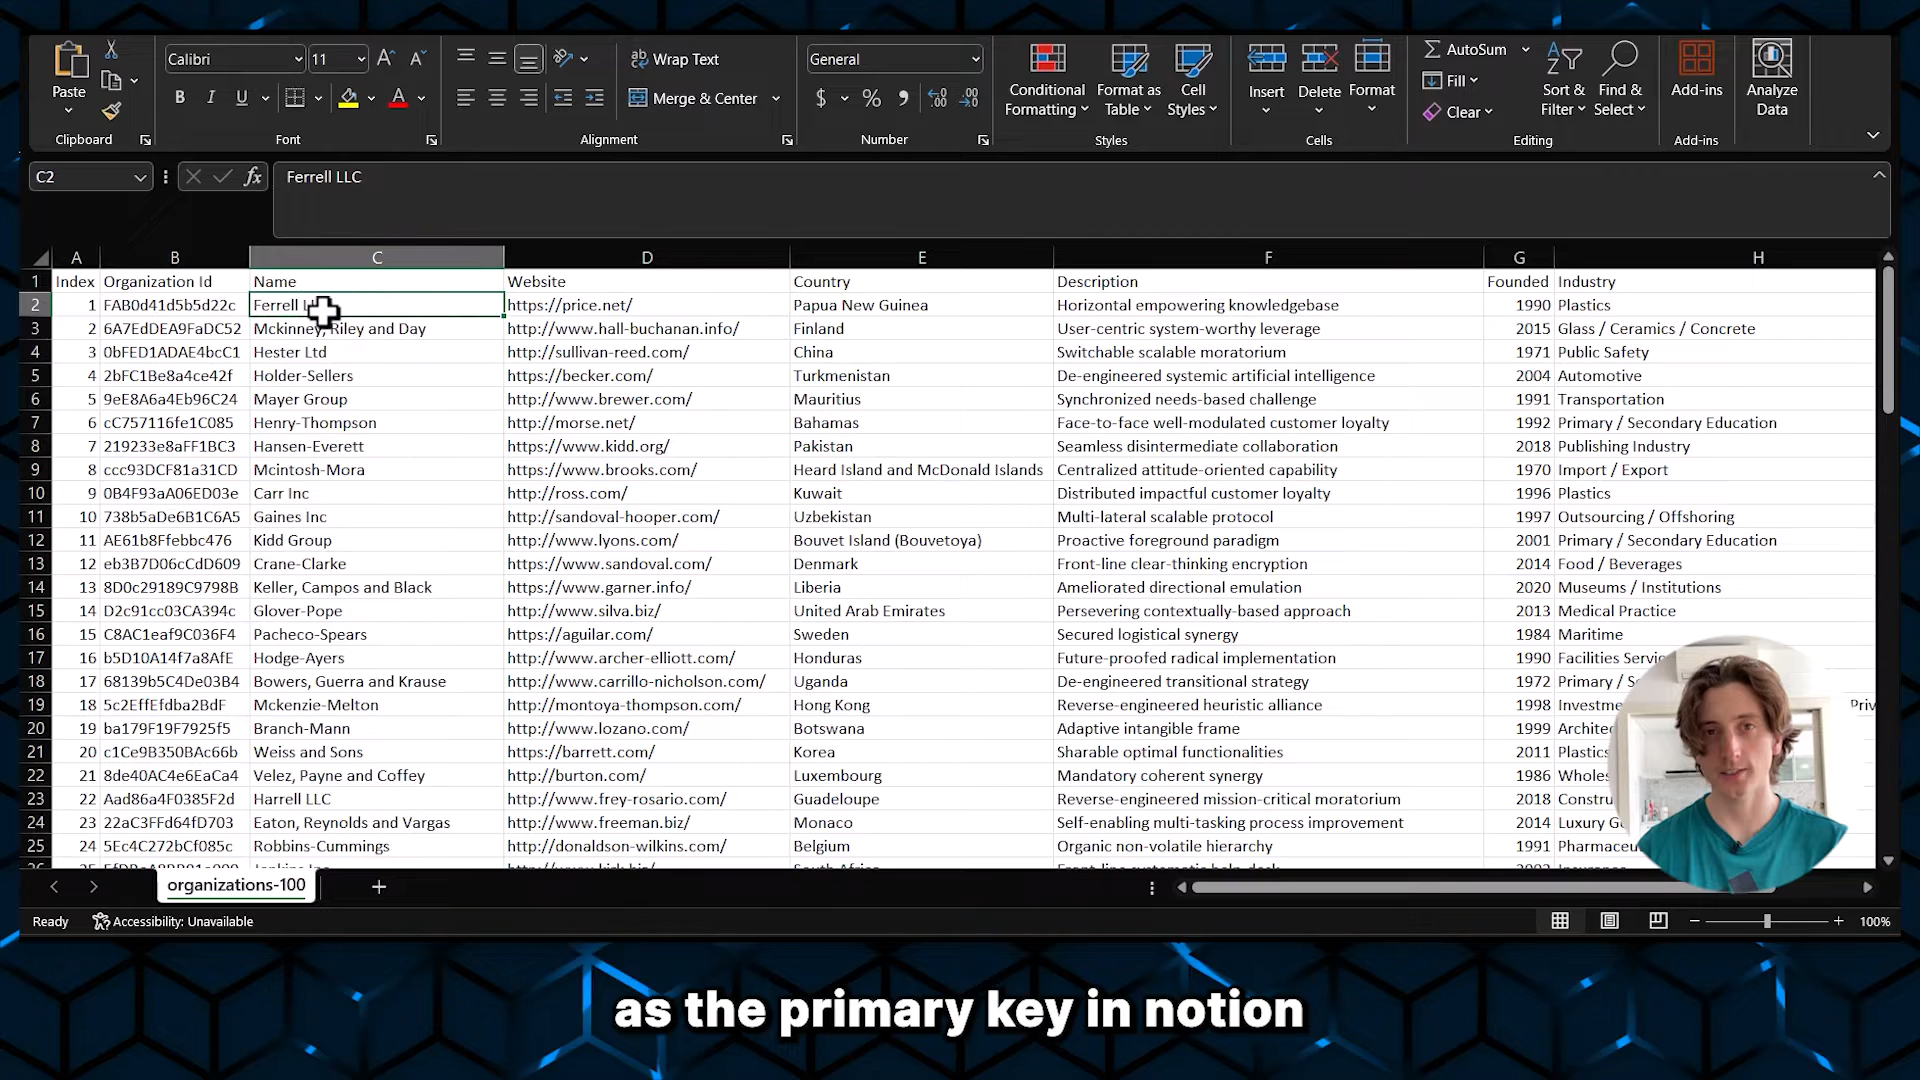 Paste
Clipboard
Calibri 11
B I U
Font
ab Wrap Text
Merge & Center
Alignment
General
$ % 9
Number
Conditional Formatting
Format as Table
Cell Styles
Styles
Insert Delete Format
Cells
AutoSum
Fill
Clear
Sort & Filter
Find & Select
Editing
Add-ins
Add-ins
Analyze Data
C2 fx Ferrell LLC
A B C D E F G H
1 Index Organization Id Name Website Country Description Founded Industry
2 1 FAB0d41d5b5d22c Ferrell https://price.net/ Papua New Guinea Horizontal empowering knowledgebase 1990 Plastics
3 2 6A7EdDEA9FaDC52 Mckinney, Riley and Day http://www.hall-buchanan.info/ Finland User-centric system-worthy leverage 2015 Glass / Ceramics / Concrete
4 3 0bFED1ADAE4bcC1 Hester Ltd http://sullivan-reed.com/ China Switchable scalable moratorium 1971 Public Safety
5 4 2bFC1Be8a4ce42f Holder-Sellers https://becker.com/ Turkmenistan De-engineered systemic artificial intelligence 2004 Automotive
6 5 9eE8A6a4Eb96C24 Mayer Group http://www.brewer.com/ Mauritius Synchronized needs-based challenge 1991 Transportation
7 6 cC757116fe1C085 Henry-Thompson http://morse.net/ Bahamas Face-to-face well-modulated customer loyalty 1992 Primary / Secondary Education
8 7 219233e8aFF1BC3 Hansen-Everett https://www.kidd.org/ Pakistan Seamless disintermediate collaboration 2018 Publishing Industry
9 8 ccc93DCF81a31CD Mcintosh-Mora https://www.brooks.com/ Heard Island and McDonald Islands Centralized attitude-oriented capability 1970 Import / Export
10 9 0B4F93aA06ED03e Carr Inc http://ross.com/ Kuwait Distributed impactful customer loyalty 1996 Plastics
11 10 738b5aDe6B1C6A5 Gaines Inc http://sandoval-hooper.com/ Uzbekistan Multi-lateral scalable protocol 1997 Outsourcing / Offshoring
12 11 AE61b8Ffebbc476 Kidd Group http://www.lyons.com/ Bouvet Island (Bouvetoya) Proactive foreground paradigm 2001 Primary / Secondary Education
13 12 eb3B7D06cCdD609 Crane-Clarke https://www.sandoval.com/ Denmark Front-line clear-thinking encryption 2014 Food / Beverages
14 13 8D0c29189C9798B Keller, Campos and Black https://www.garner.info/ Liberia Ameliorated directional emulation 2020 Museums / Institutions
15 14 D2c91cc03CA394c Glover-Pope http://www.silva.biz/ United Arab Emirates Persevering contextually-based approach 2013 Medical Practice
16 15 C8AC1eaf9C036F4 Pacheco-Spears https://aguilar.com/ Sweden Secured logistical synergy 1984 Maritime
17 16 b5D10A14f7a8AfE Hodge-Ayers http://www.archer-elliott.com/ Honduras Future-proofed radical implementation 1990 Facilities
18 17 68139b5C4De03B4 Bowers, Guerra and Krause http://www.carrillo-nicholson.com/ Uganda De-engineered transitional strategy 1972 Primary /
19 18 5c2EffEfdba2BdF Mckenzie-Melton http://montoya-thompson.com/ Hong Kong Reverse-engineered heuristic alliance 1998
20 19 ba179F19F7925f5 Branch-Mann http://www.lozano.com/ Botswana Adaptive intangible frame 1999
21 20 c1Ce9B350BAc66b Weiss and Sons https://barrett.com/ Korea Sharable optimal functionalities 2011 Plastics
22 21 8de40AC4e6EaCa4 Velez, Payne and Coffey http://burton.com/ Luxembourg Mandatory coherent synergy 1986
23 22 Aad86a4F0385F2d Harrell LLC http://www.frey-rosario.com/ Guadeloupe Reverse-engineered mission-critical moratorium 2018
24 23 22aC3FFd64fD703 Eaton, Reynolds and Vargas http://www.freeman.biz/ Monaco Self-enabling multi-tasking process improvement 2014 Luxury
25 24 5Ec4C272bCf085c Robbins-Cummings http://donaldson-wilkins.com/ Belgium Organic non-volatile hierarchy 1991
organizations-100
Ready Accessibility: Unavailable 100%
as the primary key in notion